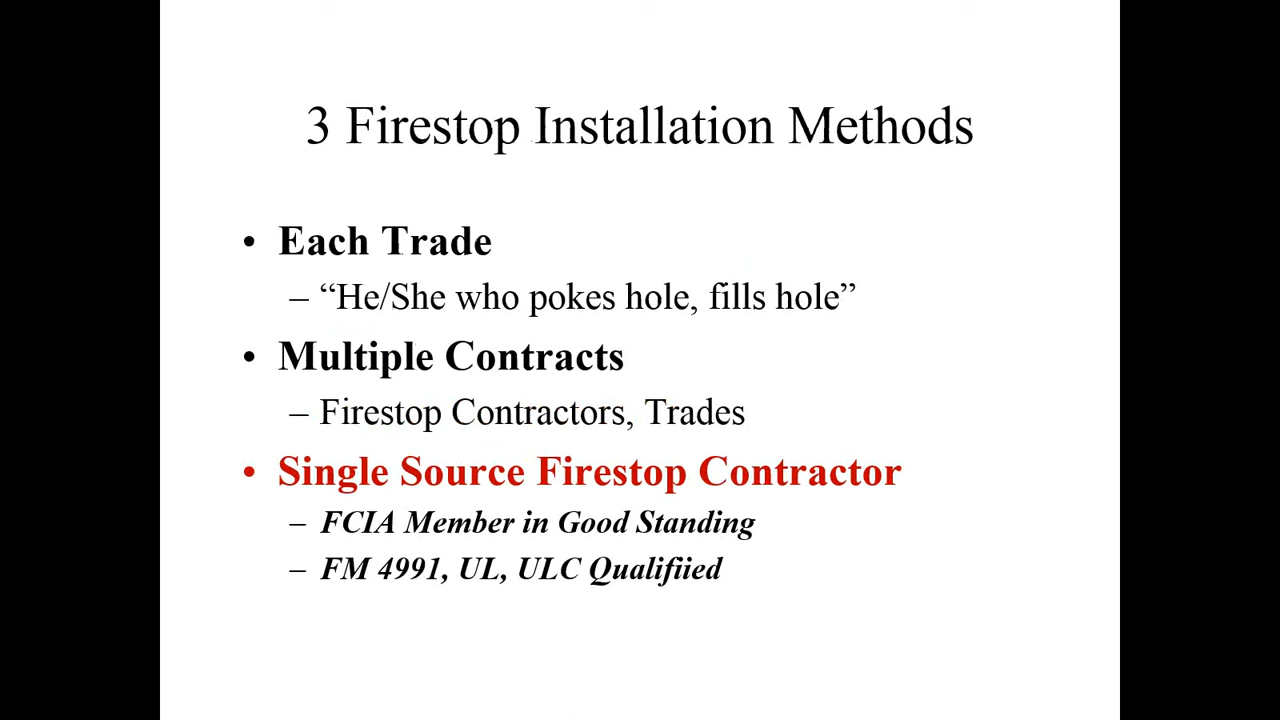 3 Firestop Installation Methods
• Each Trade
– “He/She who pokes hole, fills hole”
• Multiple Contracts
– Firestop Contractors, Trades
• Single Source Firestop Contractor
– FCIA Member in Good Standing
– FM 4991, UL, ULC Qualifiied